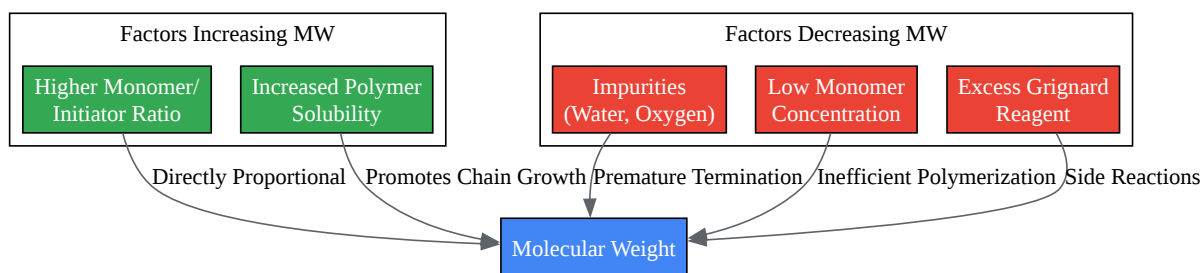 Factors Increasing MW
Factors Decreasing MW
Higher Monomer/
Initiator Ratio
Increased Polymer
Solubility
Impurities
(Water, Oxygen)
Low Monomer
Concentration
Excess Grignard
Reagent
Directly Proportional
Promotes Chain Growth
Premature Termination
Inefficient Polymerization
Side Reactions
Molecular Weight